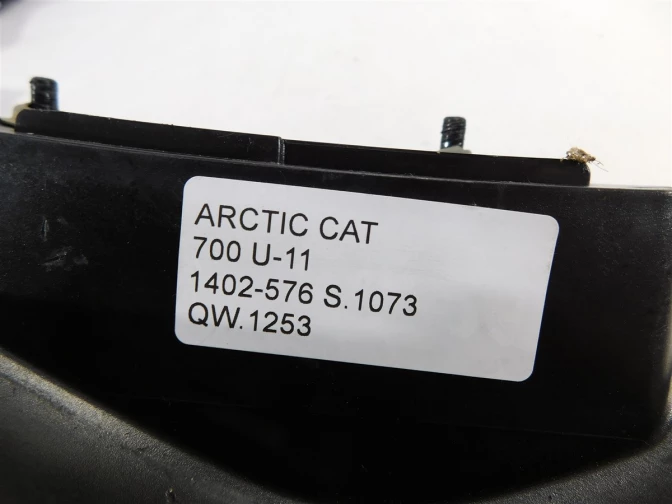 ARCTIC CAT
700 U-11
1402-576 S.1073
QW.1253